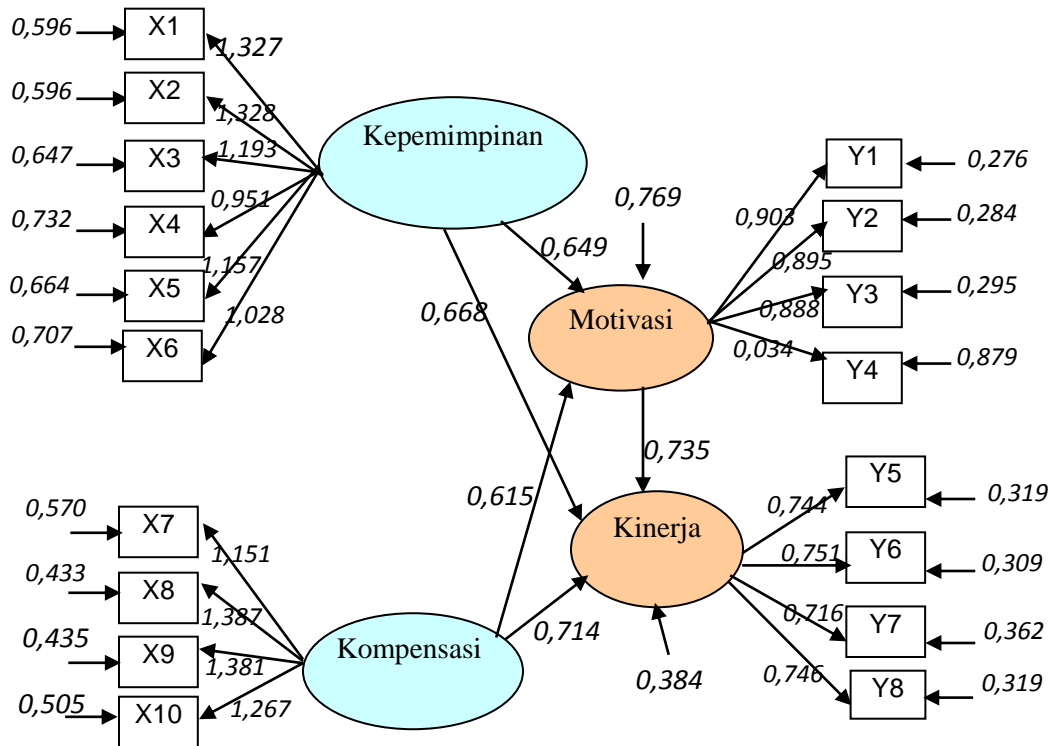 0,596
X1
1,327
0,596
X2
1,328
0,647
X3
1,193
0,732
X4
0,951
0,664
X5
1,157
0,707
X6
1,028
Kepemimpinan
0,649
0,668
0,769
Motivasi
0,903
Y1
0,276
0,895
Y2
0,284
0,888
Y3
0,295
0,034
Y4
0,879
0,735
0,615
0,570
X7
1,151
0,433
X8
1,387
0,435
X9
1,381
0,505
X10
1,267
Kompensasi
0,714
Kinerja
0,384
0,744
Y5
0,319
0,751
Y6
0,309
0,716
Y7
0,362
0,746
Y8
0,319